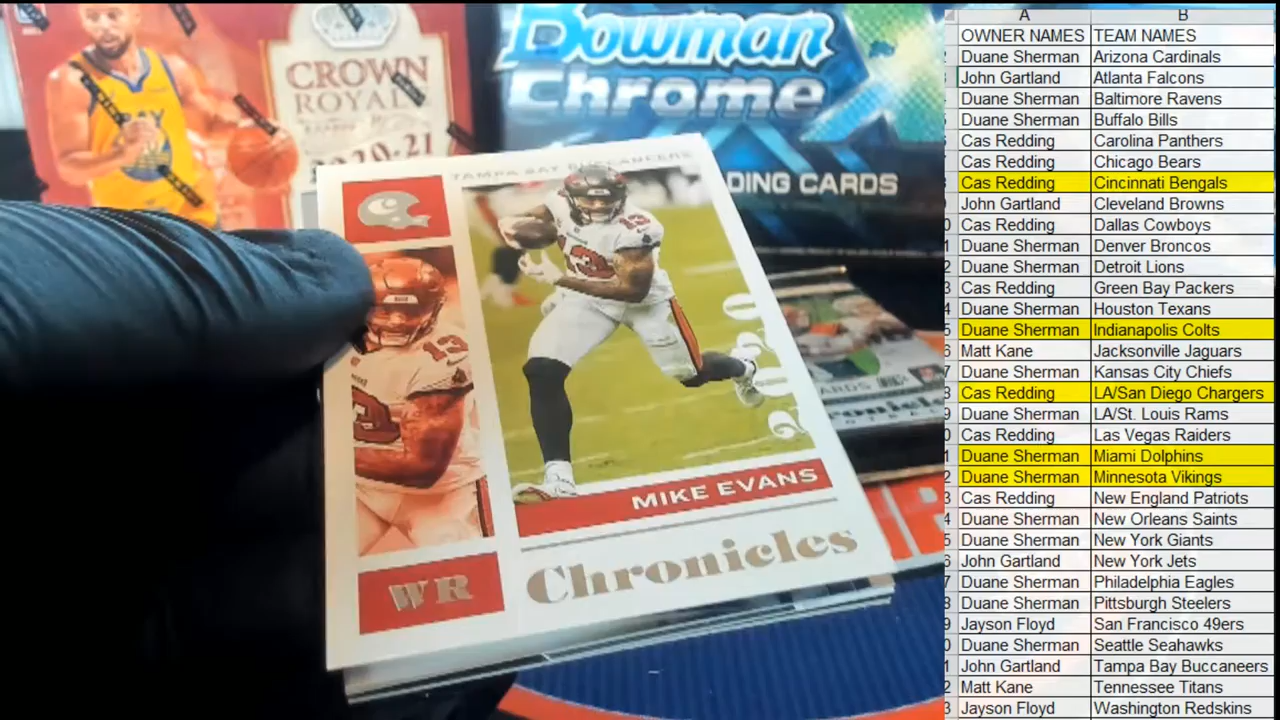 CROWN
ROYALE
2020-21
Bowman
Chrome
DING CARDS
TAMPA BAY BUCCANEERS
13
13
2020
MIKE EVANS
WR
Chronicles
A B
OWNER NAMES TEAM NAMES
Duane Sherman Arizona Cardinals
John Gartland Atlanta Falcons
Duane Sherman Baltimore Ravens
Duane Sherman Buffalo Bills
Cas Redding Carolina Panthers
Cas Redding Chicago Bears
Cas Redding Cincinnati Bengals
John Gartland Cleveland Browns
Cas Redding Dallas Cowboys
Duane Sherman Denver Broncos
Duane Sherman Detroit Lions
Cas Redding Green Bay Packers
Duane Sherman Houston Texans
Duane Sherman Indianapolis Colts
Matt Kane Jacksonville Jaguars
Duane Sherman Kansas City Chiefs
Cas Redding LA/San Diego Chargers
Duane Sherman LA/St. Louis Rams
Cas Redding Las Vegas Raiders
Duane Sherman Miami Dolphins
Duane Sherman Minnesota Vikings
Cas Redding New England Patriots
Duane Sherman New Orleans Saints
Duane Sherman New York Giants
John Gartland New York Jets
Duane Sherman Philadelphia Eagles
Duane Sherman Pittsburgh Steelers
Jayson Floyd San Francisco 49ers
Duane Sherman Seattle Seahawks
John Gartland Tampa Bay Buccaneers
Matt Kane Tennessee Titans
Jayson Floyd Washington Redskins